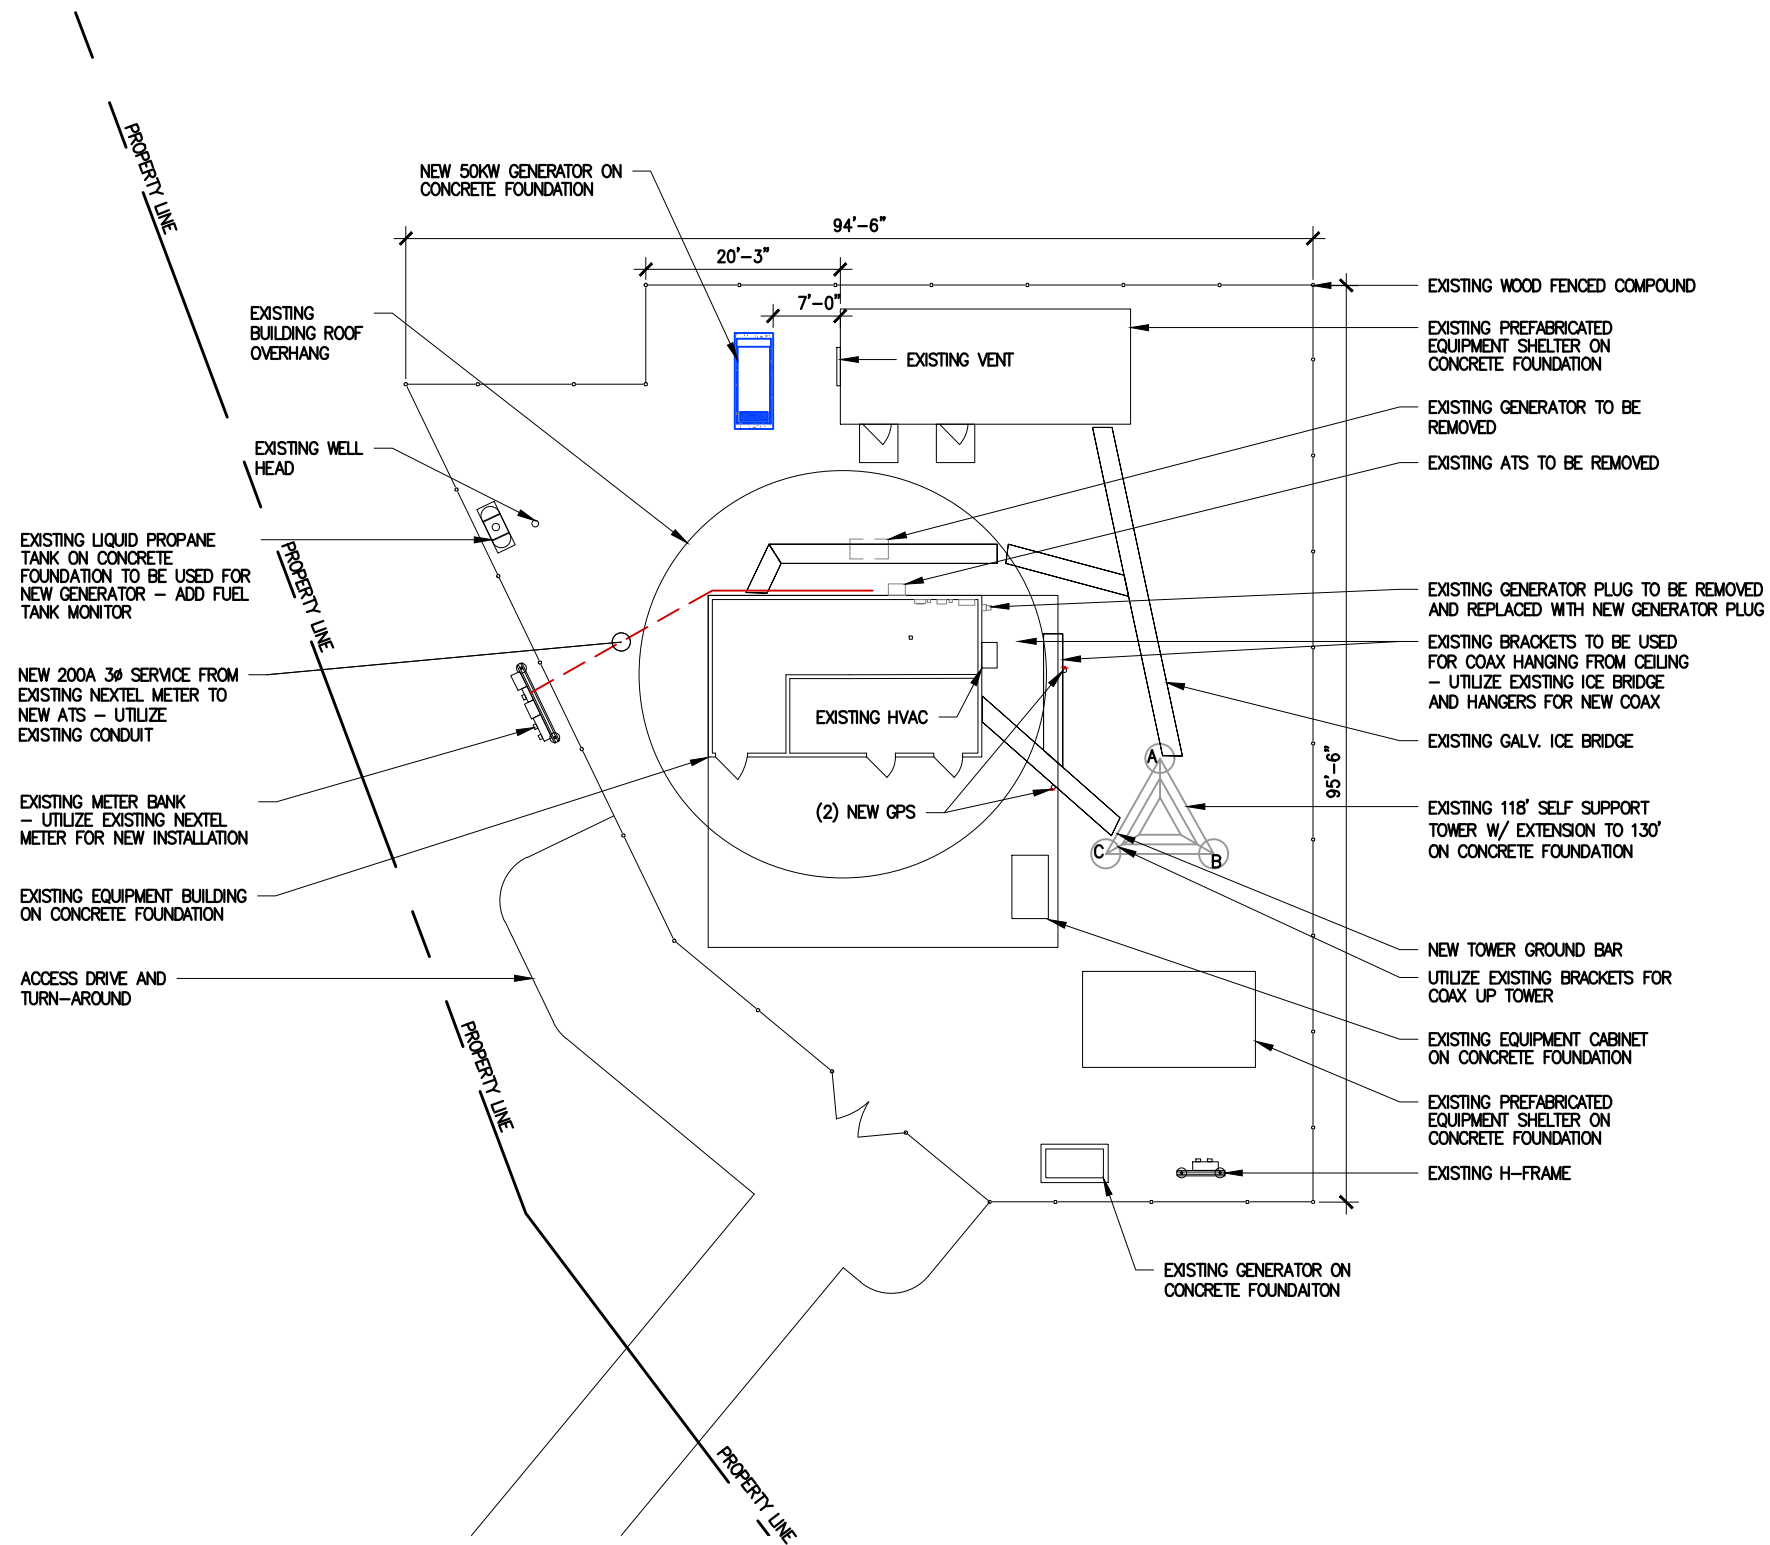 PROPERTY LINE
NEW 50KW GENERATOR ON
CONCRETE FOUNDATION
94'-6"
20'-3"
7'-0"
EXISTING
BUILDING ROOF
OVERHANG
EXISTING VENT
EXISTING WELL
HEAD
EXISTING LIQUID PROPANE
TANK ON CONCRETE
FOUNDATION TO BE USED FOR
NEW GENERATOR – ADD FUEL
TANK MONITOR
PROPERTY LINE
NEW 200A 3ø SERVICE FROM
EXISTING NEXTEL METER TO
NEW ATS – UTILIZE
EXISTING CONDUIT
EXISTING METER BANK
– UTILIZE EXISTING NEXTEL
METER FOR NEW INSTALLATION
EXISTING EQUIPMENT BUILDING
ON CONCRETE FOUNDATION
ACCESS DRIVE AND
TURN-AROUND
EXISTING HVAC
(2) NEW GPS
A
C
B
95'-6"
EXISTING WOOD FENCED COMPOUND
EXISTING PREFABRICATED
EQUIPMENT SHELTER ON
CONCRETE FOUNDATION
EXISTING GENERATOR TO BE
REMOVED
EXISTING ATS TO BE REMOVED
EXISTING GENERATOR PLUG TO BE REMOVED
AND REPLACED WITH NEW GENERATOR PLUG
EXISTING BRACKETS TO BE USED
FOR COAX HANGING FROM CEILING
– UTILIZE EXISTING ICE BRIDGE
AND HANGERS FOR NEW COAX
EXISTING GALV. ICE BRIDGE
EXISTING 118' SELF SUPPORT
TOWER W/ EXTENSION TO 130'
ON CONCRETE FOUNDATION
NEW TOWER GROUND BAR
UTILIZE EXISTING BRACKETS FOR
COAX UP TOWER
EXISTING EQUIPMENT CABINET
ON CONCRETE FOUNDATION
EXISTING PREFABRICATED
EQUIPMENT SHELTER ON
CONCRETE FOUNDATION
EXISTING H-FRAME
EXISTING GENERATOR ON
CONCRETE FOUNDAITON
PROPERTY LINE
PROPERTY LINE